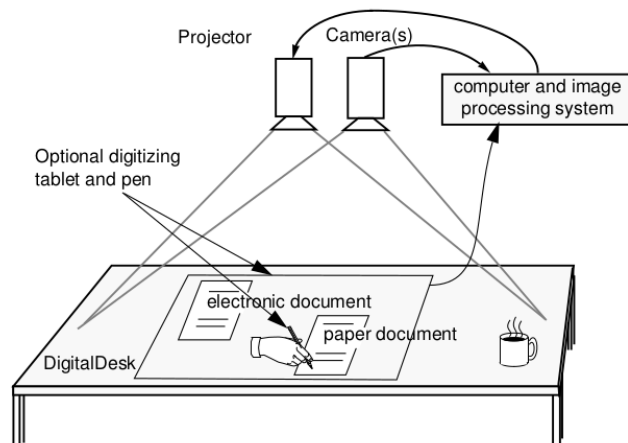 Projector
Camera(s)
computer and image
processing system
Optional digitizing
tablet and pen
electronic document
paper document
DigitalDesk